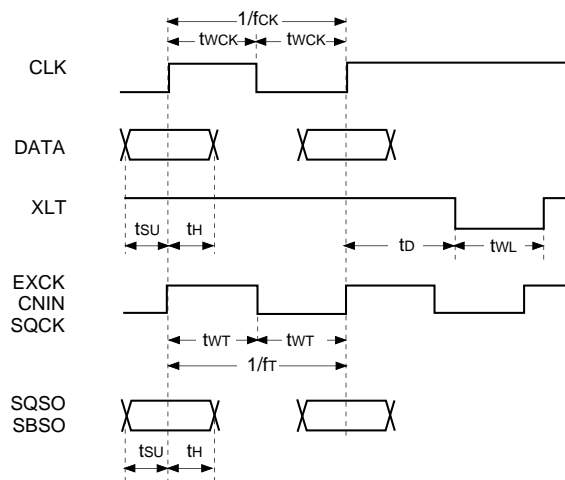 1/fCK
tWCK tWCK
CLK
DATA
XLT
tSU tH tD tWL
EXCK
CNIN
SQCK
tWT tWT
1/fT
SQSO
SBSO
tSU tH